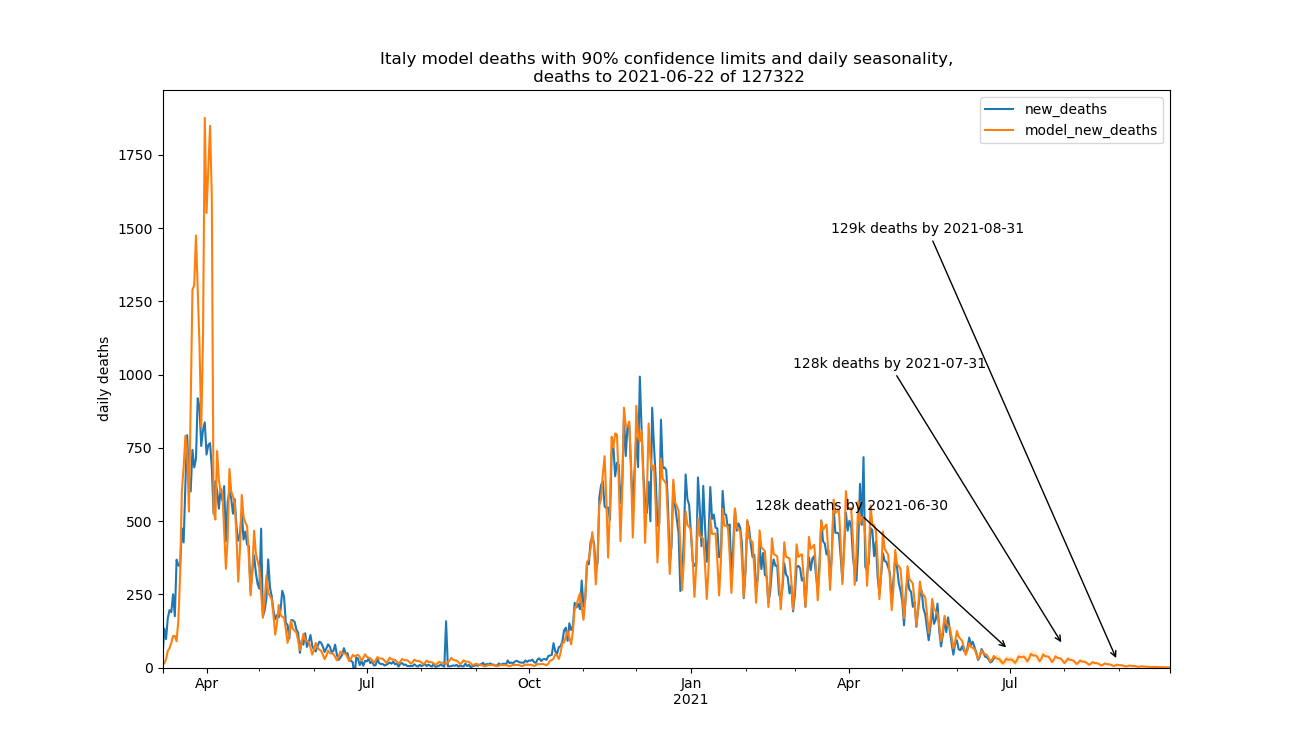 Italy model deaths with 90% confidence limits and daily seasonality,
deaths to 2021-06-22 of 127322
new_deaths
model_new_deaths
daily deaths
1750
1500
1250
1000
750
500
250
0
129k deaths by 2021-08-31
128k deaths by 2021-07-31
128k deaths by 2021-06-30
Apr
Jul
Oct
Jan
2021
Apr
Jul